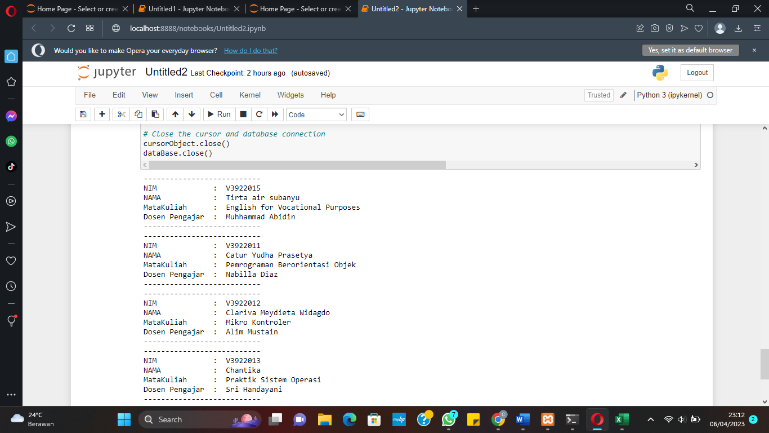 Home Page - Select or crea
Untitled1 - Jupyter Notebo
Home Page - Select or crea
Untitled2 - Jupyter Notebo
localhost:8888/notebooks/Untitled2.ipynb
Would you like to make Opera your everyday browser? How do I do that?
Yes, set it as default browser
jupyter Untitled2 Last Checkpoint: 2 hours ago (autosaved)
Logout
File Edit View Insert Cell Kernel Widgets Help
Trusted
Python 3 (ipykernel)
Run
Code
# Close the cursor and database connection
cursorObject.close()
dataBase.close()
--------------------------
NIM : V3922015
NAMA : Tirta air subanyu
MataKuliah : English for Vocational Purposes
Dosen Pengajar : Muhhammad Abidin
--------------------------
--------------------------
NIM : V3922011
NAMA : Catur Yudha Prasetya
MataKuliah : Pemrograman Berorientasi Objek
Dosen Pengajar : Nabilla Diaz
--------------------------
--------------------------
NIM : V3922012
NAMA : Clariva Meydieta Widagdo
MataKuliah : Mikro Kontroler
Dosen Pengajar : Alim Mustain
--------------------------
--------------------------
NIM : V3922013
NAMA : Chantika
MataKuliah : Praktik Sistem Operasi
Dosen Pengajar : Sri Handayani
--------------------------
24°C
Berawan
Search
23:12
06/04/2023